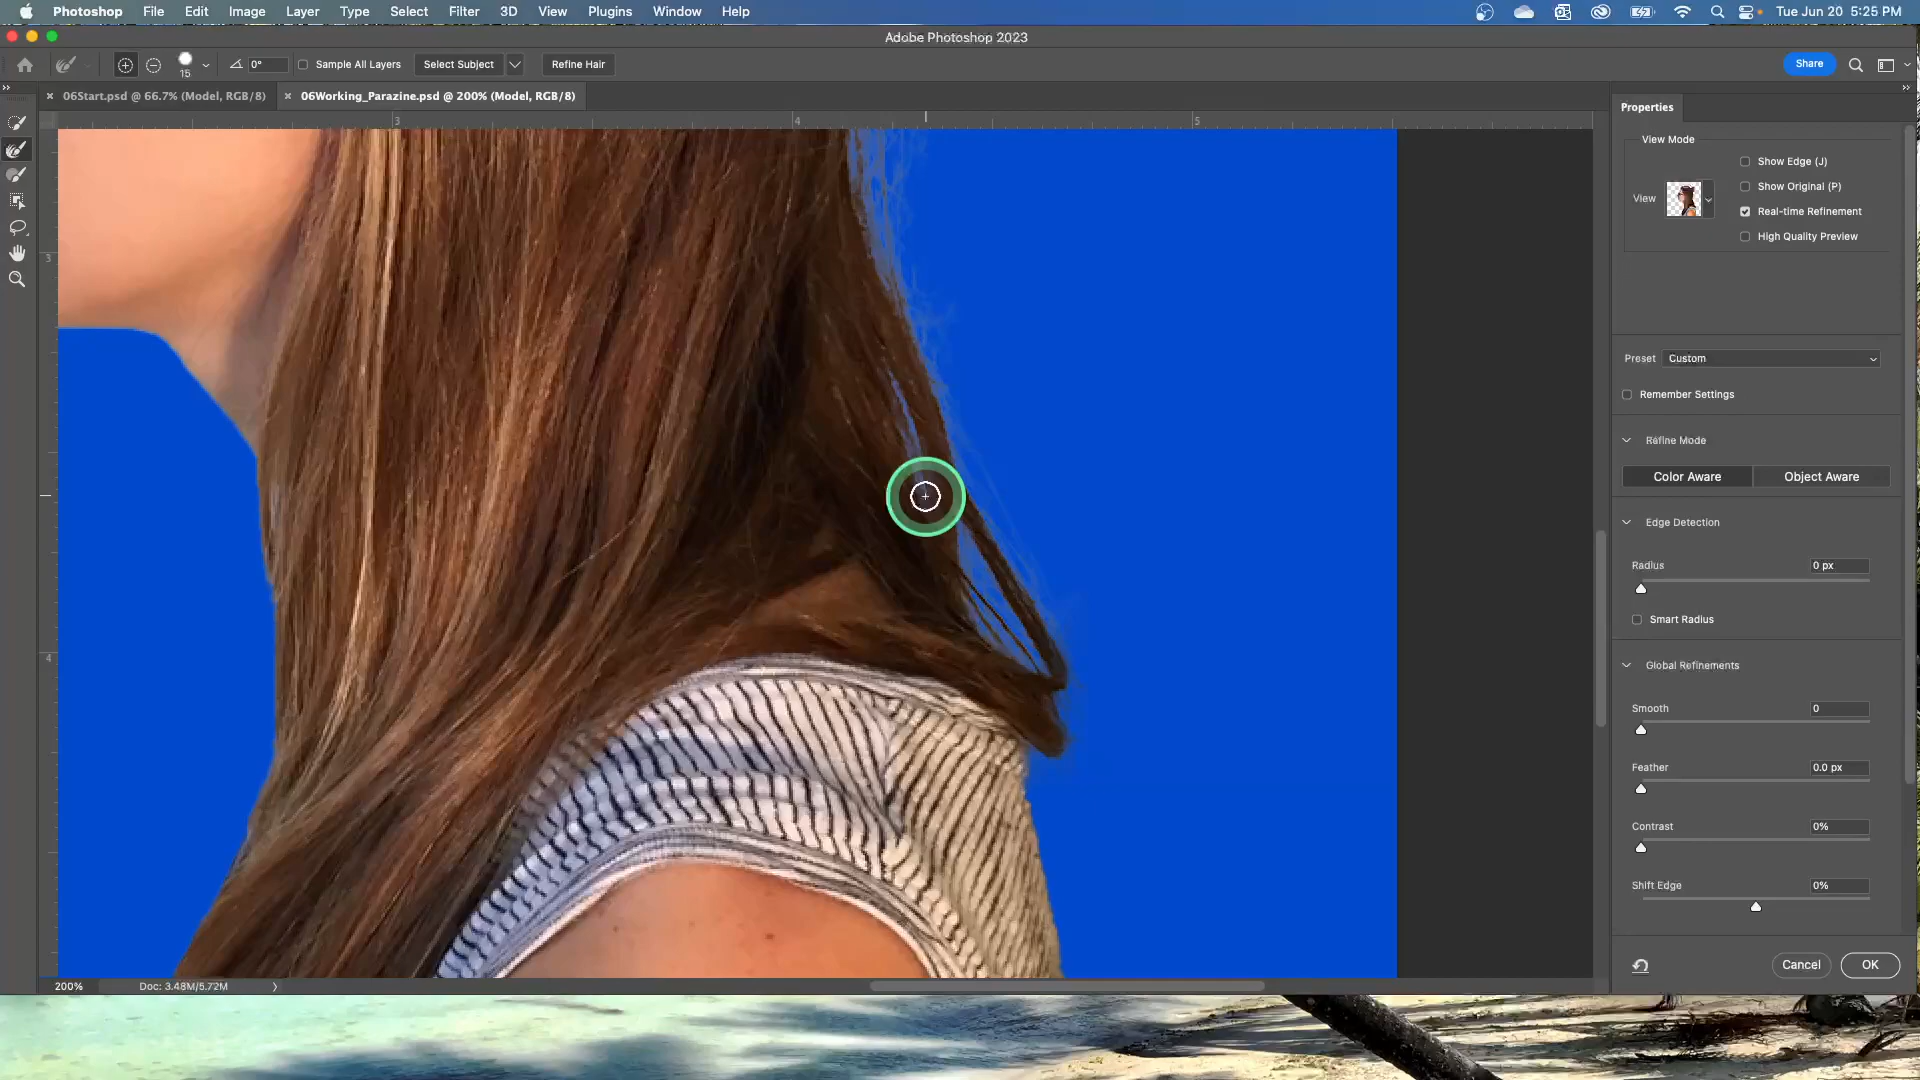 Photoshop File Edit Image Layer Type Select Filter 3D View Plugins Window Help Tue Jun 20 5:25 PM
Adobe Photoshop 2023
15 0° Sample All Layers Select Subject Refine Hair Share
06Start.psd @ 66.7% (Model, RGB/8) 06Working_Parazine.psd @ 200% (Model, RGB/8)
3 4 5
3
4
Properties
View Mode
Show Edge (J)
Show Original (P)
View
Real-time Refinement
High Quality Preview
Preset Custom
Remember Settings
Refine Mode
Color Aware Object Aware
Edge Detection
Radius 0 px
Smart Radius
Global Refinements
Smooth 0
Feather 0.0 px
Contrast 0%
Shift Edge 0%
Cancel OK
200% Doc: 3.48M/5.72M